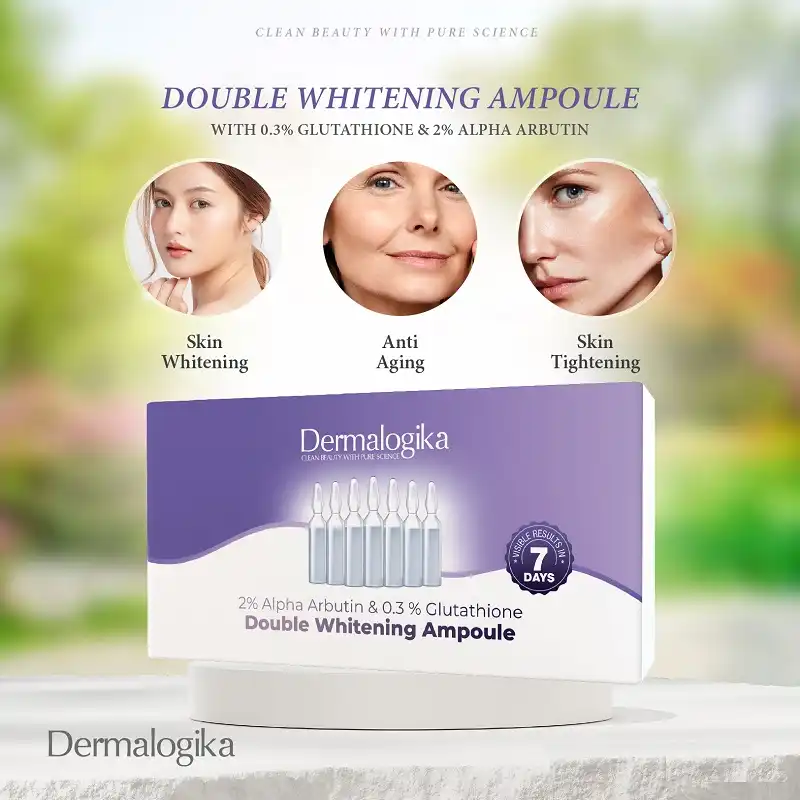 CLEAN BEAUTY WITH PURE SCIENCE
DOUBLE WHITENING AMPOULE
WITH 0.3% GLUTATHIONE & 2% ALPHA ARBUTIN
Skin
Whitening
Anti
Aging
Skin
Tightening
Dermalogika
CLEAN BEAUTY WITH PURE SCIENCE
VISIBLE RESULTS IN
7
DAYS
2% Alpha Arbutin & 0.3 % Glutathione
Double Whitening Ampoule
Dermalogika